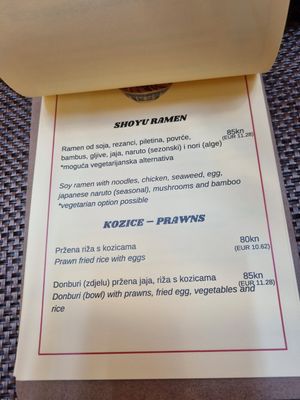 SHOYU RAMEN
Ramen od soja, rezanci, piletina, povrće, 85kn
bambus, gljive, jaja, naruto (sezonski) i nori (alge) (EUR 11.28)
*moguća vegetarijanska alternativa
Soy ramen with noodles, chicken, seaweed, egg,
japanese naruto (seasonal), mushrooms and bamboo
*vegetarian option possible
KOZICE – PRAWNS
Pržena riža s kozicama 80kn
(EUR 10.62)
Prawn fried rice with eggs
Donburi (zdjelu) pržena jaja, riža s kozicama 85kn
(EUR 11.28)
Donburi (bowl) with prawns, fried egg, vegetables and
rice